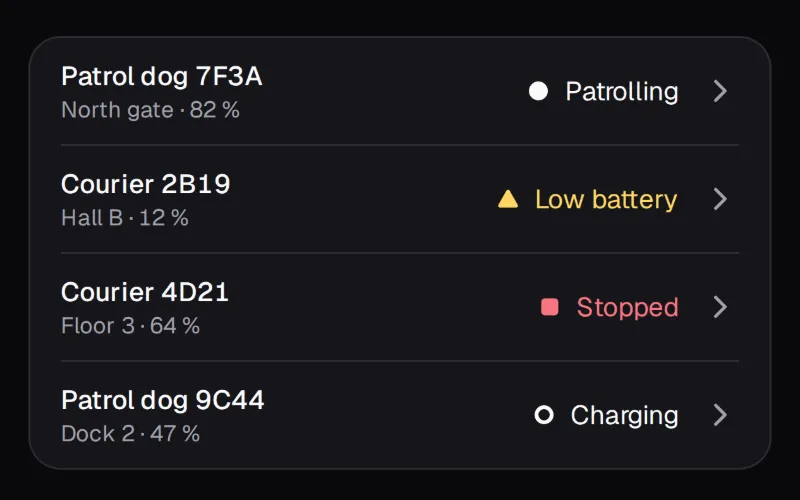 Patrol dog 7F3A
North gate · 82 %
Patrolling
Courier 2B19
Hall B · 12 %
Low battery
Courier 4D21
Floor 3 · 64 %
Stopped
Patrol dog 9C44
Dock 2 · 47 %
Charging